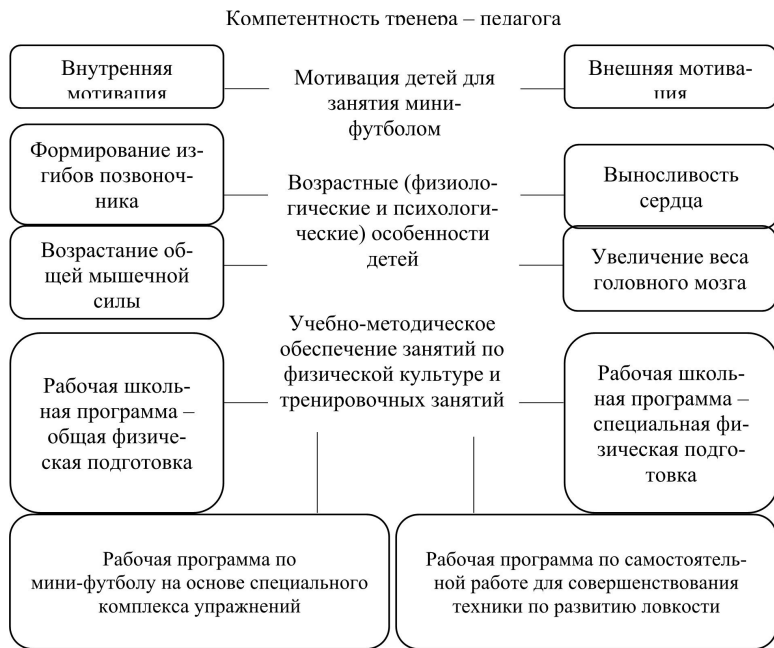 Компетентность тренера – педагога
Внутренняя
мотивация
Мотивация детей для
занятия мини-
футболом
Внешняя мотива-
ция
Формирование из-
гибов позвоноч-
ника
Возрастные (физиоло-
гические и психологи-
ческие) особенности
детей
Выносливость
сердца
Возрастание об-
щей мышечной
силы
Увеличение веса
головного мозга
Учебно-методическое
обеспечение занятий по
физической культуре и
тренировочных занятий
Рабочая школь-
ная программа –
общая физиче-
ская подготовка
Рабочая школь-
ная программа –
специальная фи-
зическая подго-
товка
Рабочая программа по
мини-футболу на основе специального
комплекса упражнений
Рабочая программа по самостоятель-
ной работе для совершенствования
техники по развитию ловкости